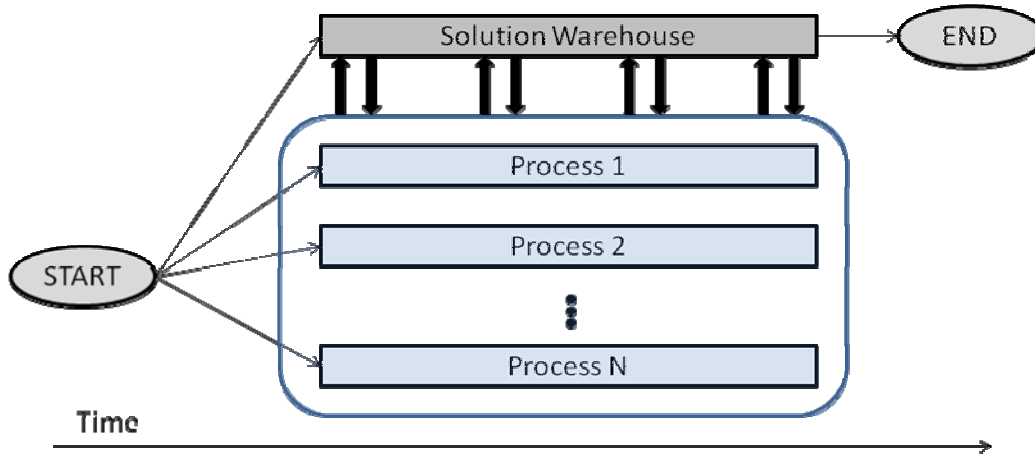 Solution Warehouse
END
Process 1
Process 2
START
Process N
Time